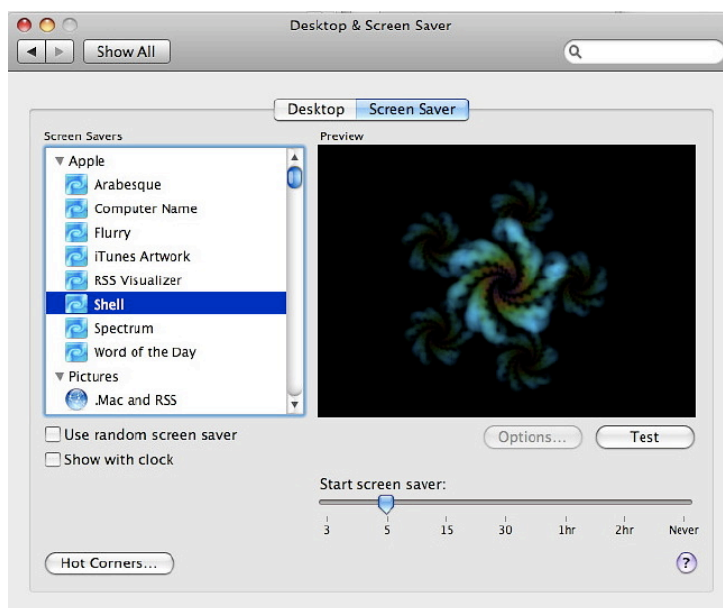 Desktop & Screen Saver
Show All
Desktop
Screen Saver
Screen Savers
Apple
Arabesque
Computer Name
Flurry
iTunes Artwork
RSS Visualizer
Shell
Spectrum
Word of the Day
Pictures
.Mac and RSS
Use random screen saver
Show with clock
Preview
Options...
Test
Start screen saver:
3 5 15 30 1hr 2hr Never
Hot Corners...
?